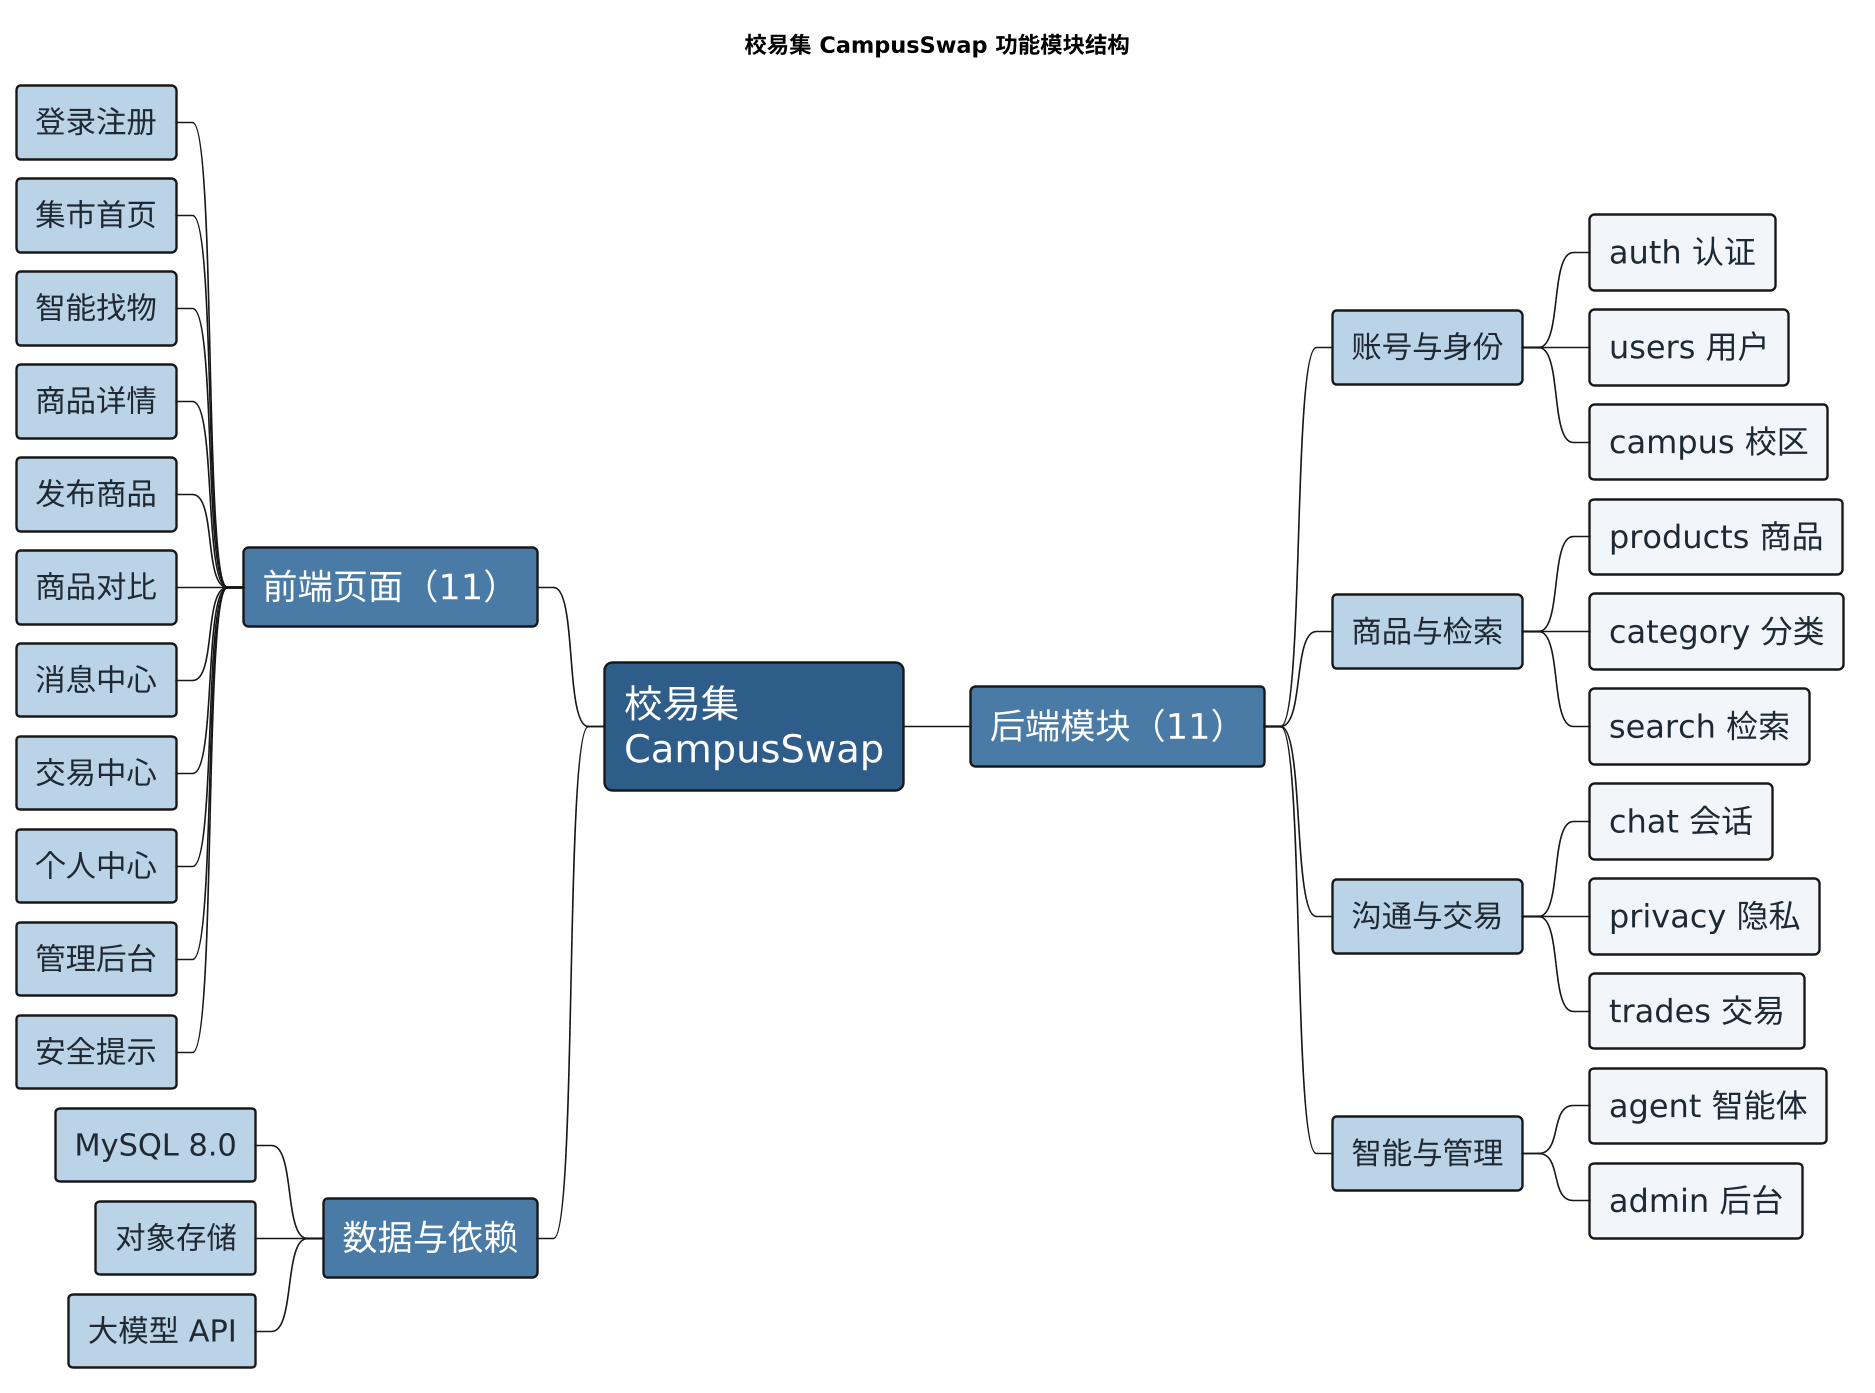 校易集 CampusSwap 功能模块结构
登录注册
集市首页
智能找物
商品详情
发布商品
商品对比
消息中心
交易中心
个人中心
管理后台
安全提示
前端页面（11）
MySQL 8.0
对象存储
大模型 API
数据与依赖
校易集
CampusSwap
后端模块（11）
账号与身份
auth 认证
users 用户
campus 校区
商品与检索
products 商品
category 分类
search 检索
沟通与交易
chat 会话
privacy 隐私
trades 交易
智能与管理
agent 智能体
admin 后台